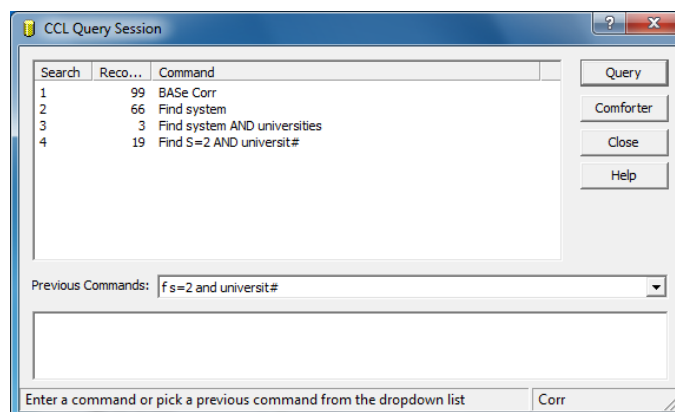 CCL Query Session
Search Reco... Command
1 99 BASe Corr
2 66 Find system
3 3 Find system AND universities
4 19 Find S=2 AND universit#
Query
Comforter
Close
Help
Previous Commands: f s=2 and universit#
Enter a command or pick a previous command from the dropdown list Corr